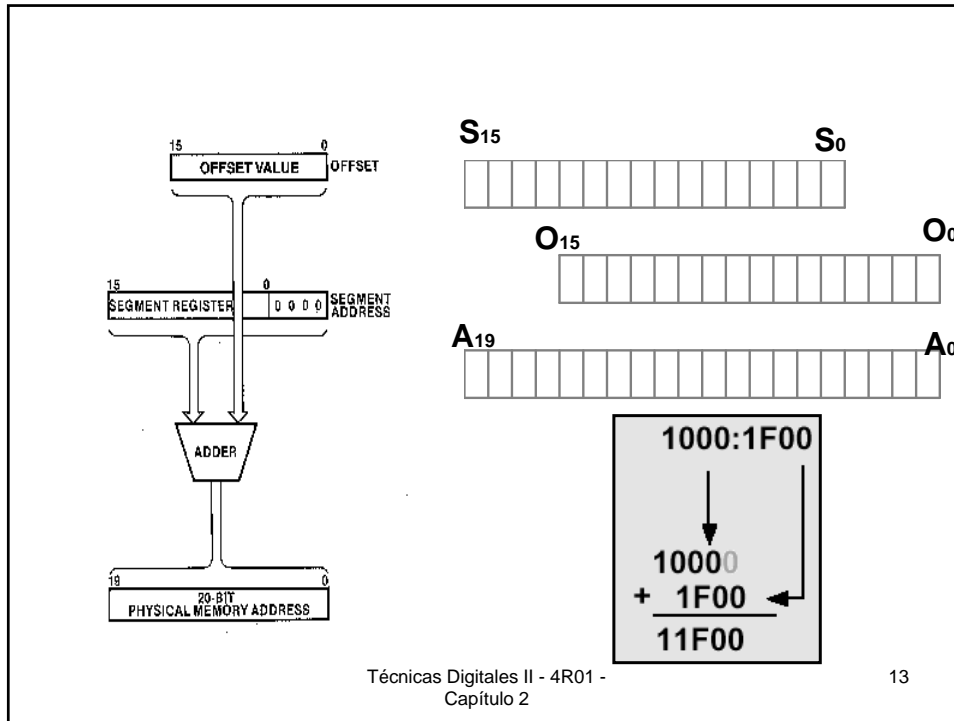 15 0
OFFSET VALUE OFFSET
15 0
SEGMENT REGISTER 0 0 0 0 SEGMENT
ADDRESS
ADDER
19 0
20-BIT
PHYSICAL MEMORY ADDRESS
S15 S0
O15 O0
A19 A0
1000:1F00
10000
+ 1F00
11F00
Técnicas Digitales II - 4R01 -
Capítulo 2
13